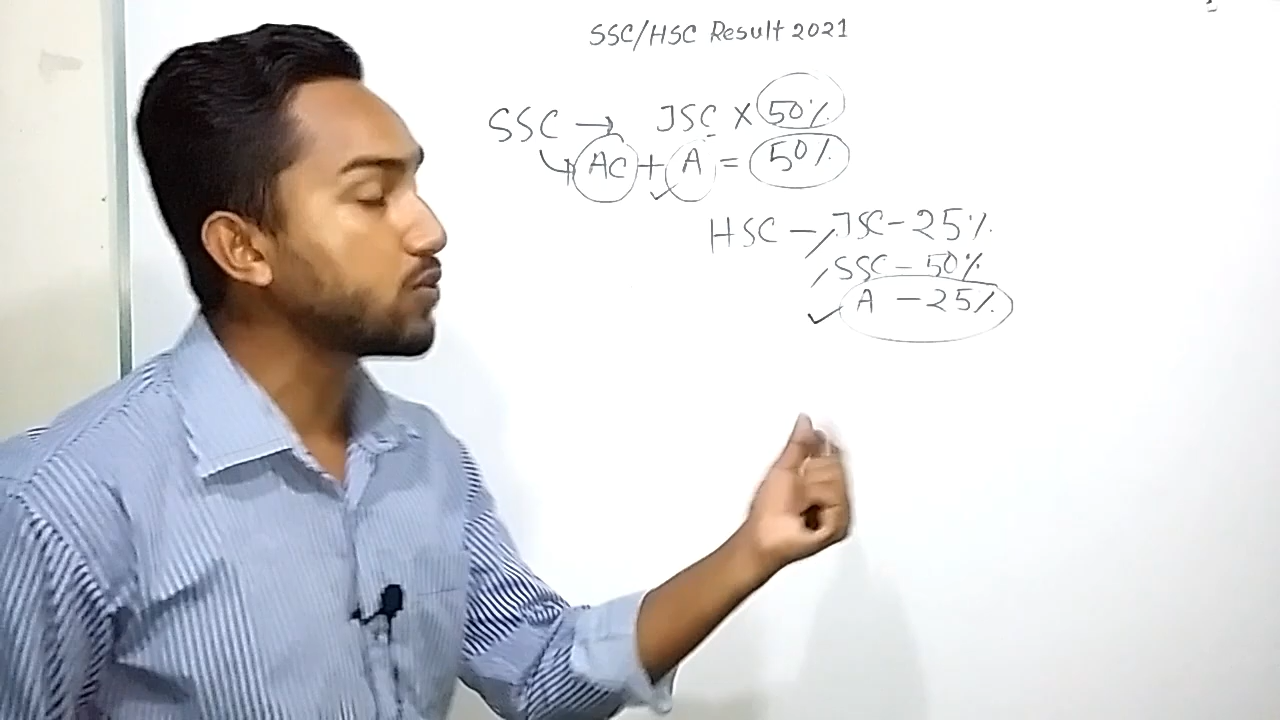 SSC/HSC Result 2021
SSC → JSC × 50%
↳ AC + A = 50%
HSC - JSC - 25%
SSC - 50%
✓ A - 25%